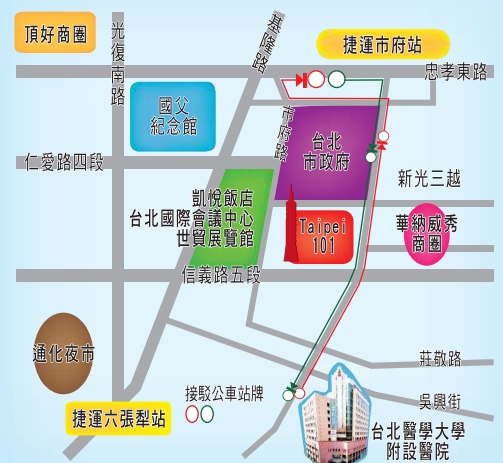 頂好商圈
光復南路
基隆路
捷運市府站
忠孝東路
國父
紀念館
市府路
台北
市政府
仁愛路四段
新光三越
凱悅飯店
台北國際會議中心
世貿展覽館
Taipei
101
華納威秀
商圈
信義路五段
通化夜市
莊敬路
捷運六張犁站
接駁公車站牌
吳興街
台北醫學大學
附設醫院